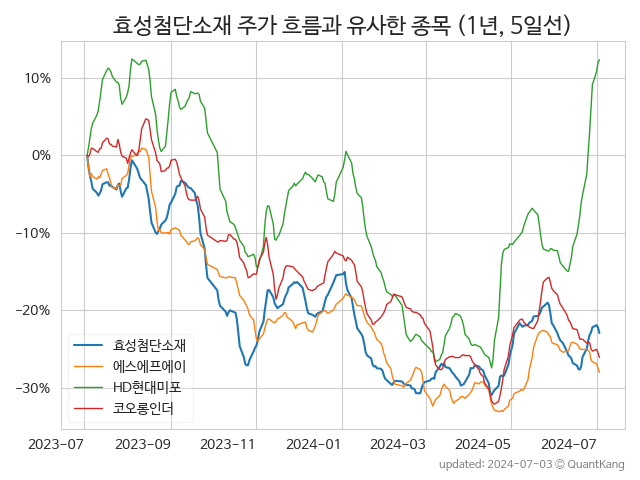 효성첨단소재 주가 흐름과 유사한 종목 (1년, 5일선)
10%
0%
−10%
−20%
−30%
효성첨단소재
에스에프에이
HD현대미포
코오롱인더
2023-07 2023-09 2023-11 2024-01 2024-03 2024-05 2024-07
updated: 2024-07-03 © QuantKang